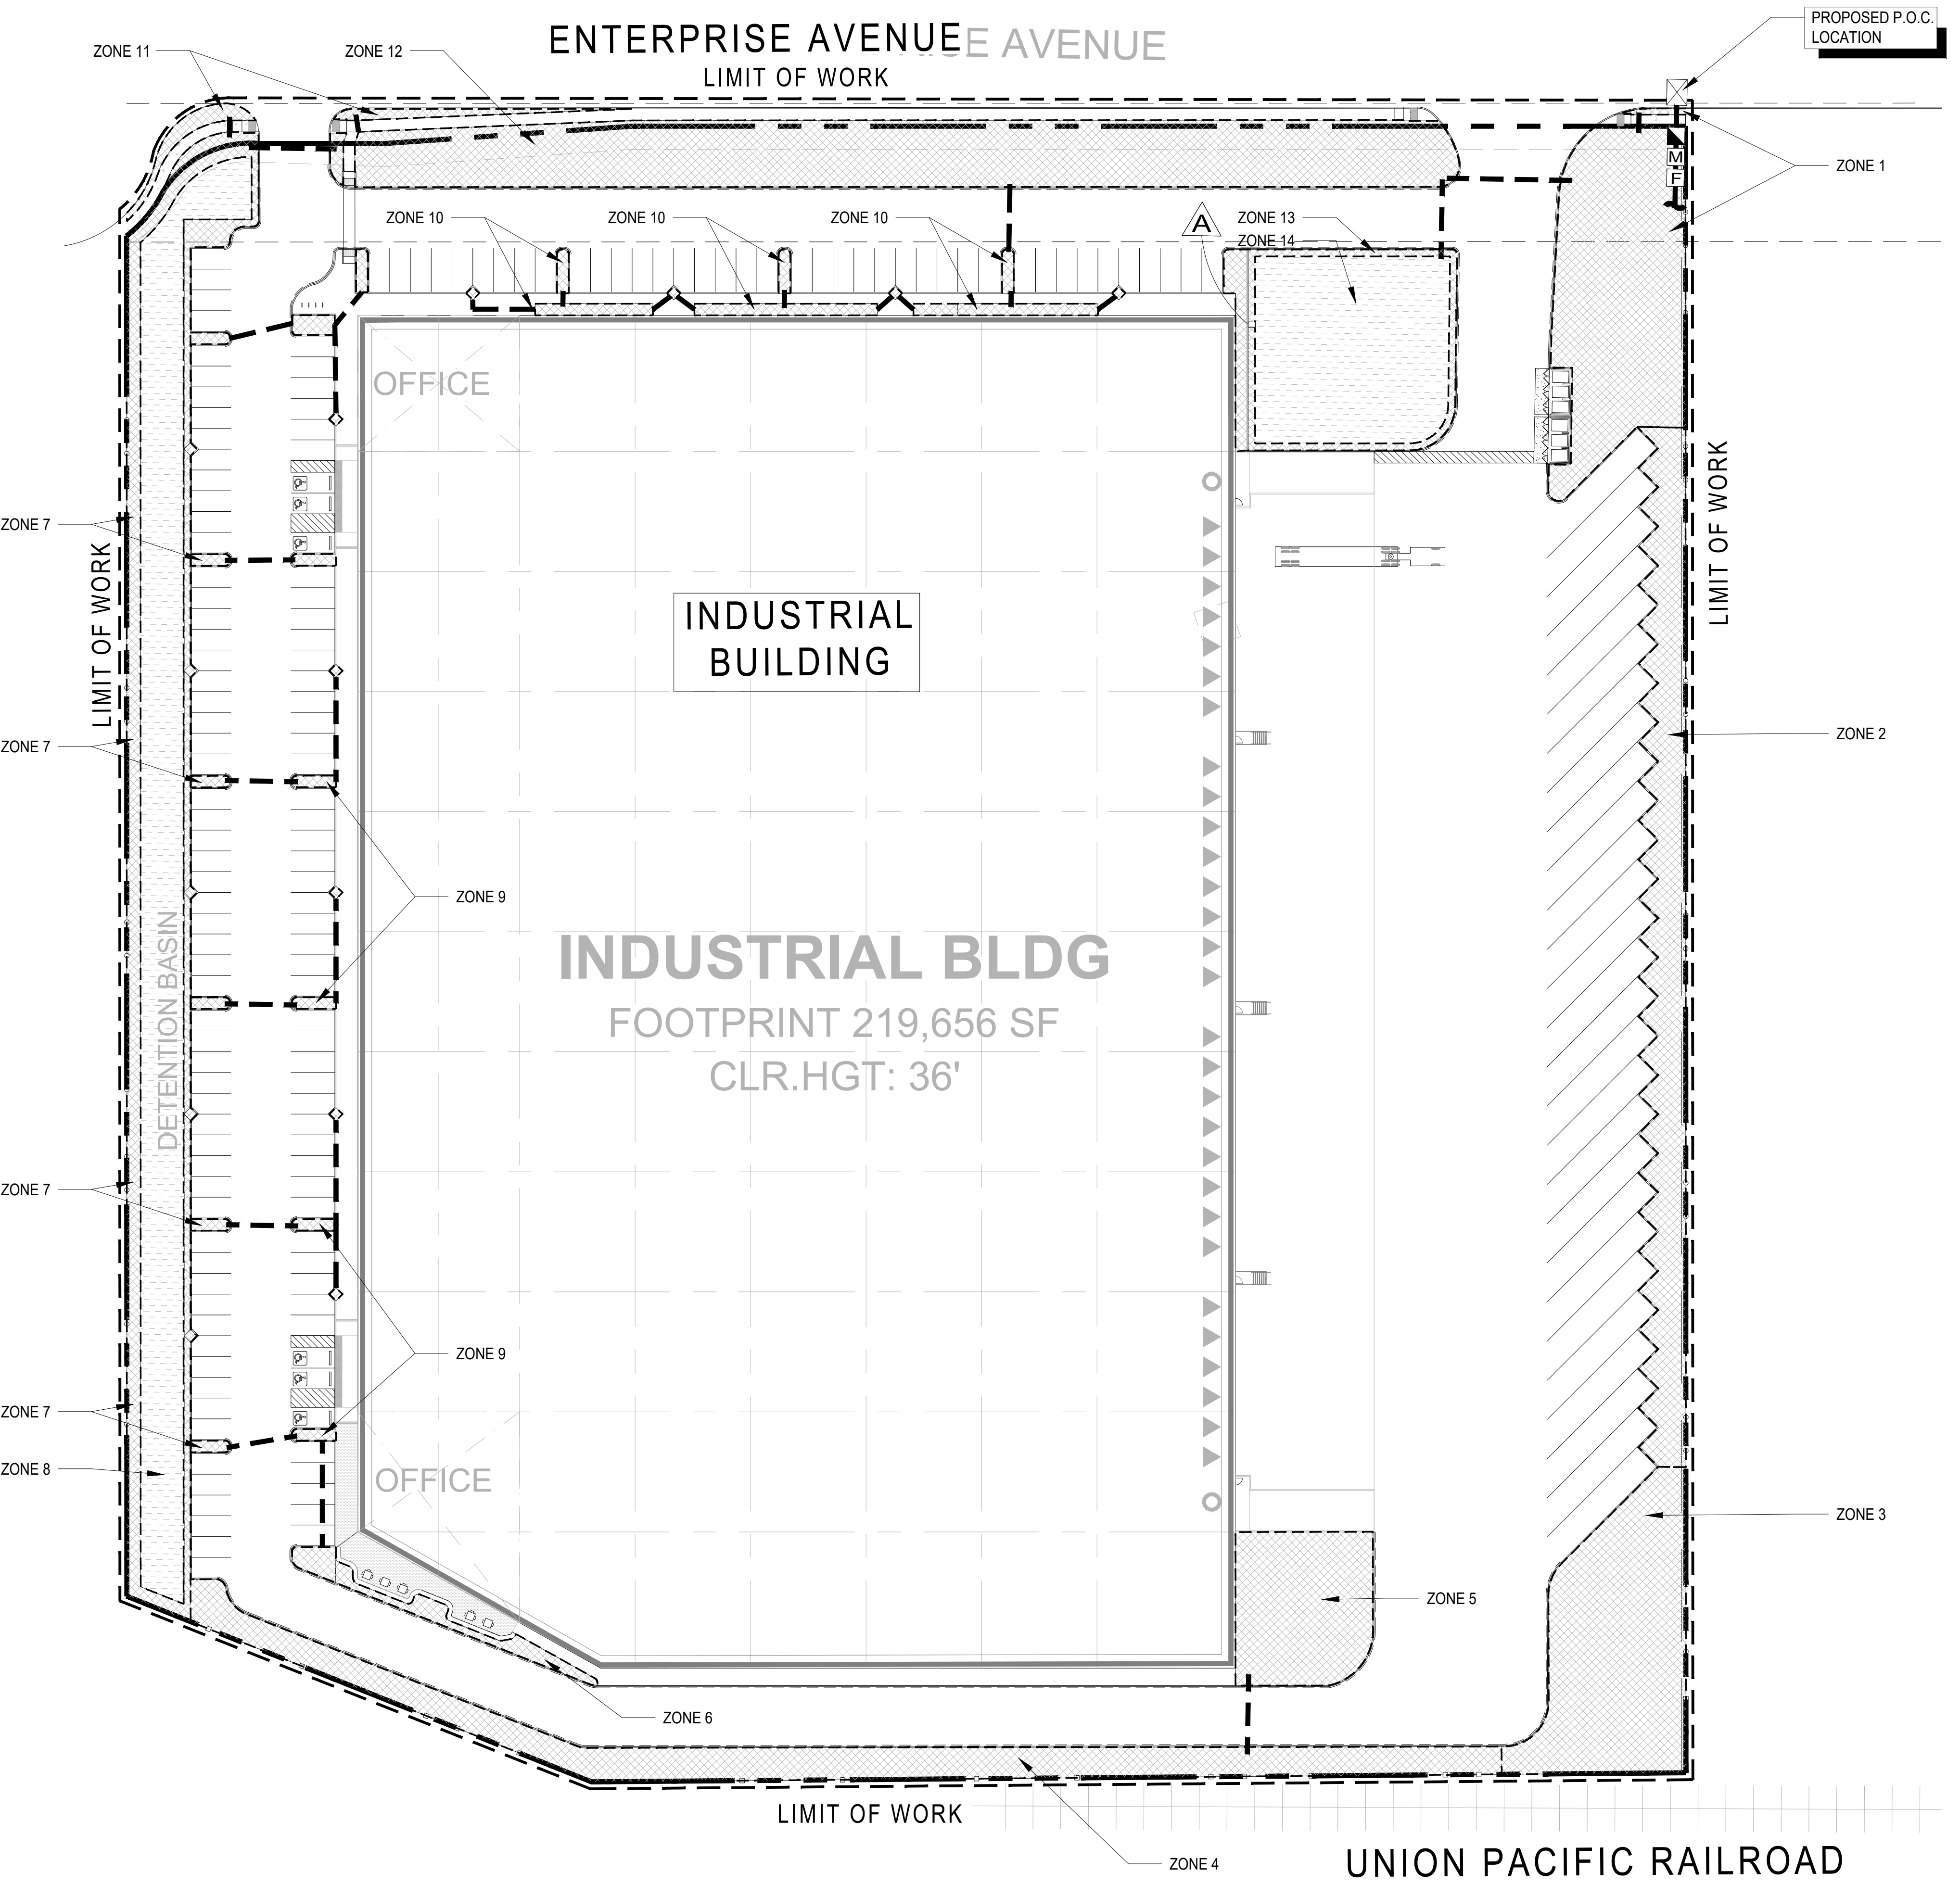 PROPOSED P.O.C.
LOCATION
ENTERPRISE AVENUE
E AVENUE
LIMIT OF WORK
ZONE 11
ZONE 12
ZONE 1
M
F
ZONE 10
ZONE 10
ZONE 10
A
ZONE 13
ZONE 14
OFFICE
ZONE 7
LIMIT OF WORK
LIMIT OF WORK
INDUSTRIAL
BUILDING
ZONE 7
ZONE 2
ZONE 9
DETENTION BASIN
INDUSTRIAL BLDG
FOOTPRINT 219,656 SF
CLR.HGT: 36'
ZONE 7
ZONE 9
ZONE 7
ZONE 8
OFFICE
ZONE 3
ZONE 5
ZONE 6
LIMIT OF WORK
ZONE 4
UNION PACIFIC RAILROAD